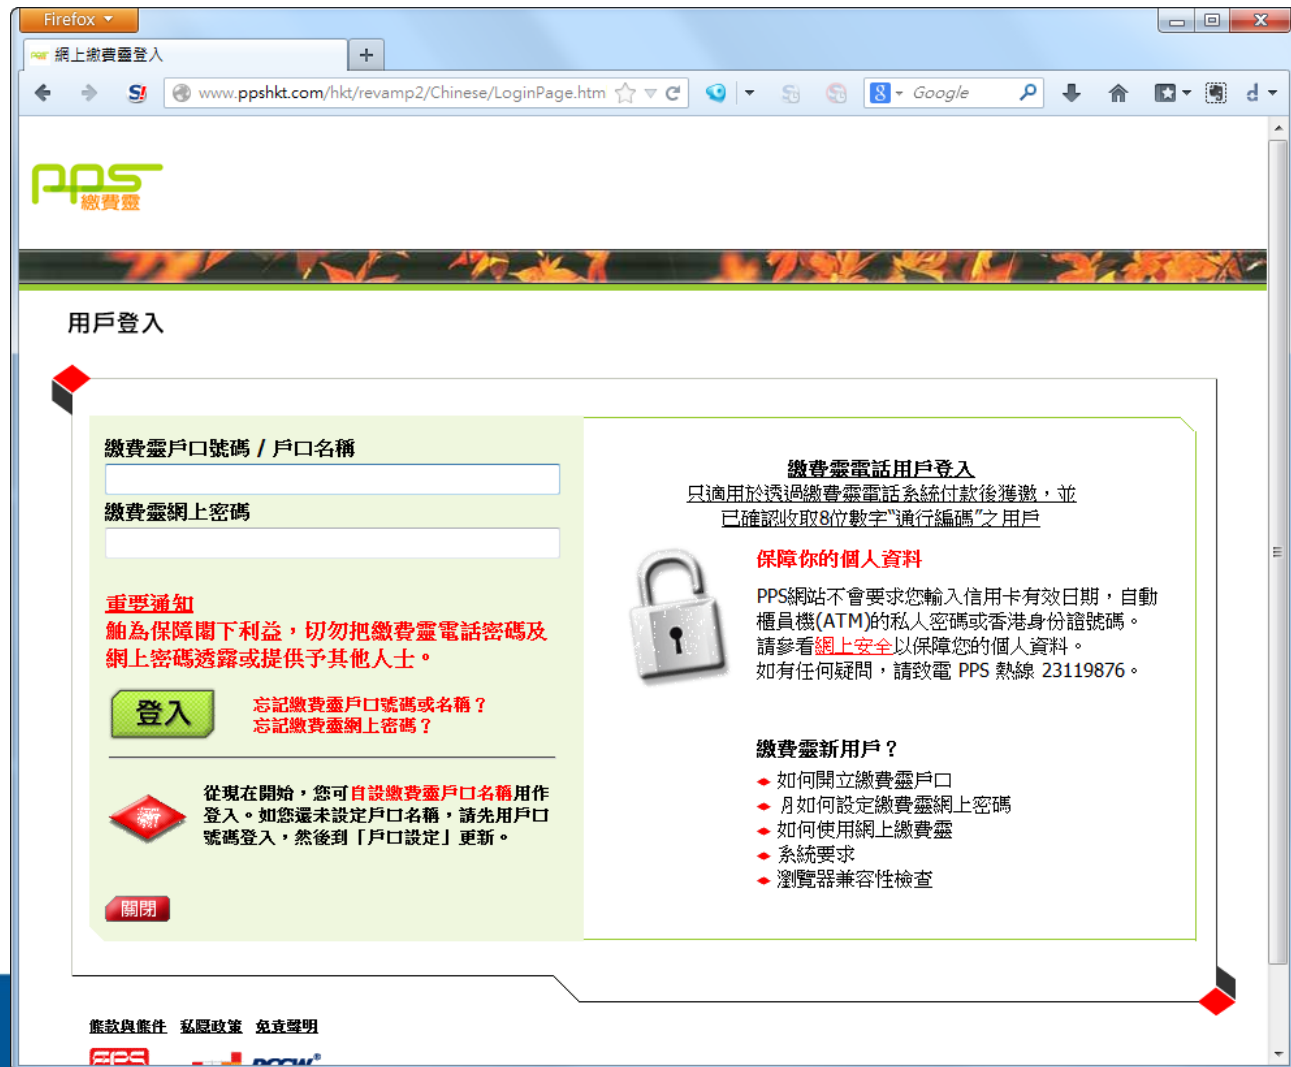 Firefox
網上繳費靈登入
www.ppshkt.com/hkt/revamp2/Chinese/LoginPage.htm
Google
pps
繳費靈
用戶登入
繳費靈戶口號碼 / 戶口名稱
繳費靈網上密碼
重要通知
舳為保障閣下利益，切勿把繳費靈電話密碼及
網上密碼透露或提供予其他人士。
登入
忘記繳費靈戶口號碼或名稱？
忘記繳費靈網上密碼？
從現在開始，您可自設繳費靈戶口名稱用作
登入。如您還未設定戶口名稱，請先用戶口
號碼登入，然後到「戶口設定」更新。
關閉
繳費靈電話用戶登入
只適用於透過繳費靈電話系統付款後獲邀，並
已確認收取8位數字"通行編碼"之用戶
保障你的個人資料
PPS網站不會要求您輸入信用卡有效日期，自動
櫃員機(ATM)的私人密碼或香港身份證號碼。
請參看網上安全以保障您的個人資料。
如有任何疑問，請致電 PPS 熱線 23119876。
繳費靈新用戶？
如何開立繳費靈戶口
月如何設定繳費靈網上密碼
如何使用網上繳費靈
系統要求
瀏覽器兼容性檢查
條款與條件 私隱政策 免責聲明
EPS PCCW®